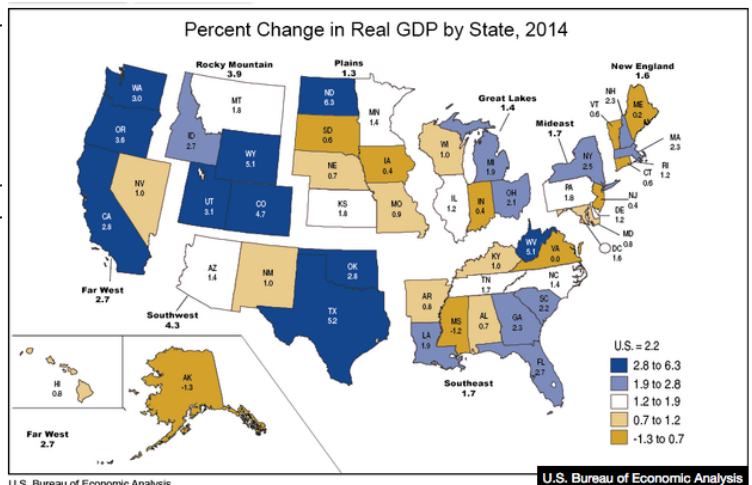 Percent Change in Real GDP by State, 2014
Rocky Mountain
3.9
Plains
1.3
New England
1.6
Great Lakes
1.4
Mideast
1.7
WA
3.0
OR
3.6
CA
2.8
NV
1.0
ID
2.7
MT
1.8
WY
5.1
UT
3.1
CO
4.7
AZ
1.4
NM
1.0
ND
6.3
SD
0.6
NE
0.7
KS
1.8
MN
1.4
IA
0.4
MO
0.9
OK
2.8
TX
5.2
WI
1.0
MI
1.9
IL
1.2
IN
0.4
OH
2.1
KY
1.0
TN
1.7
WV
5.1
VA
0.0
NC
1.4
SC
2.2
GA
2.3
FL
2.7
AL
0.7
MS
-1.2
AR
0.8
LA
1.9
PA
1.8
NY
2.5
VT
0.6
NH
2.3
ME
0.2
MA
2.3
RI
1.2
CT
0.6
NJ
0.4
DE
1.2
MD 0.8
DC
1.6
Far West
2.7
Southwest
4.3
Southeast
1.7
HI
0.8
AK
-1.3
Far West
2.7
U.S. = 2.2
2.8 to 6.3
1.9 to 2.8
1.2 to 1.9
0.7 to 1.2
-1.3 to 0.7
U.S. Bureau of Economic Analysis
U.S. Bureau of Economic Analysis